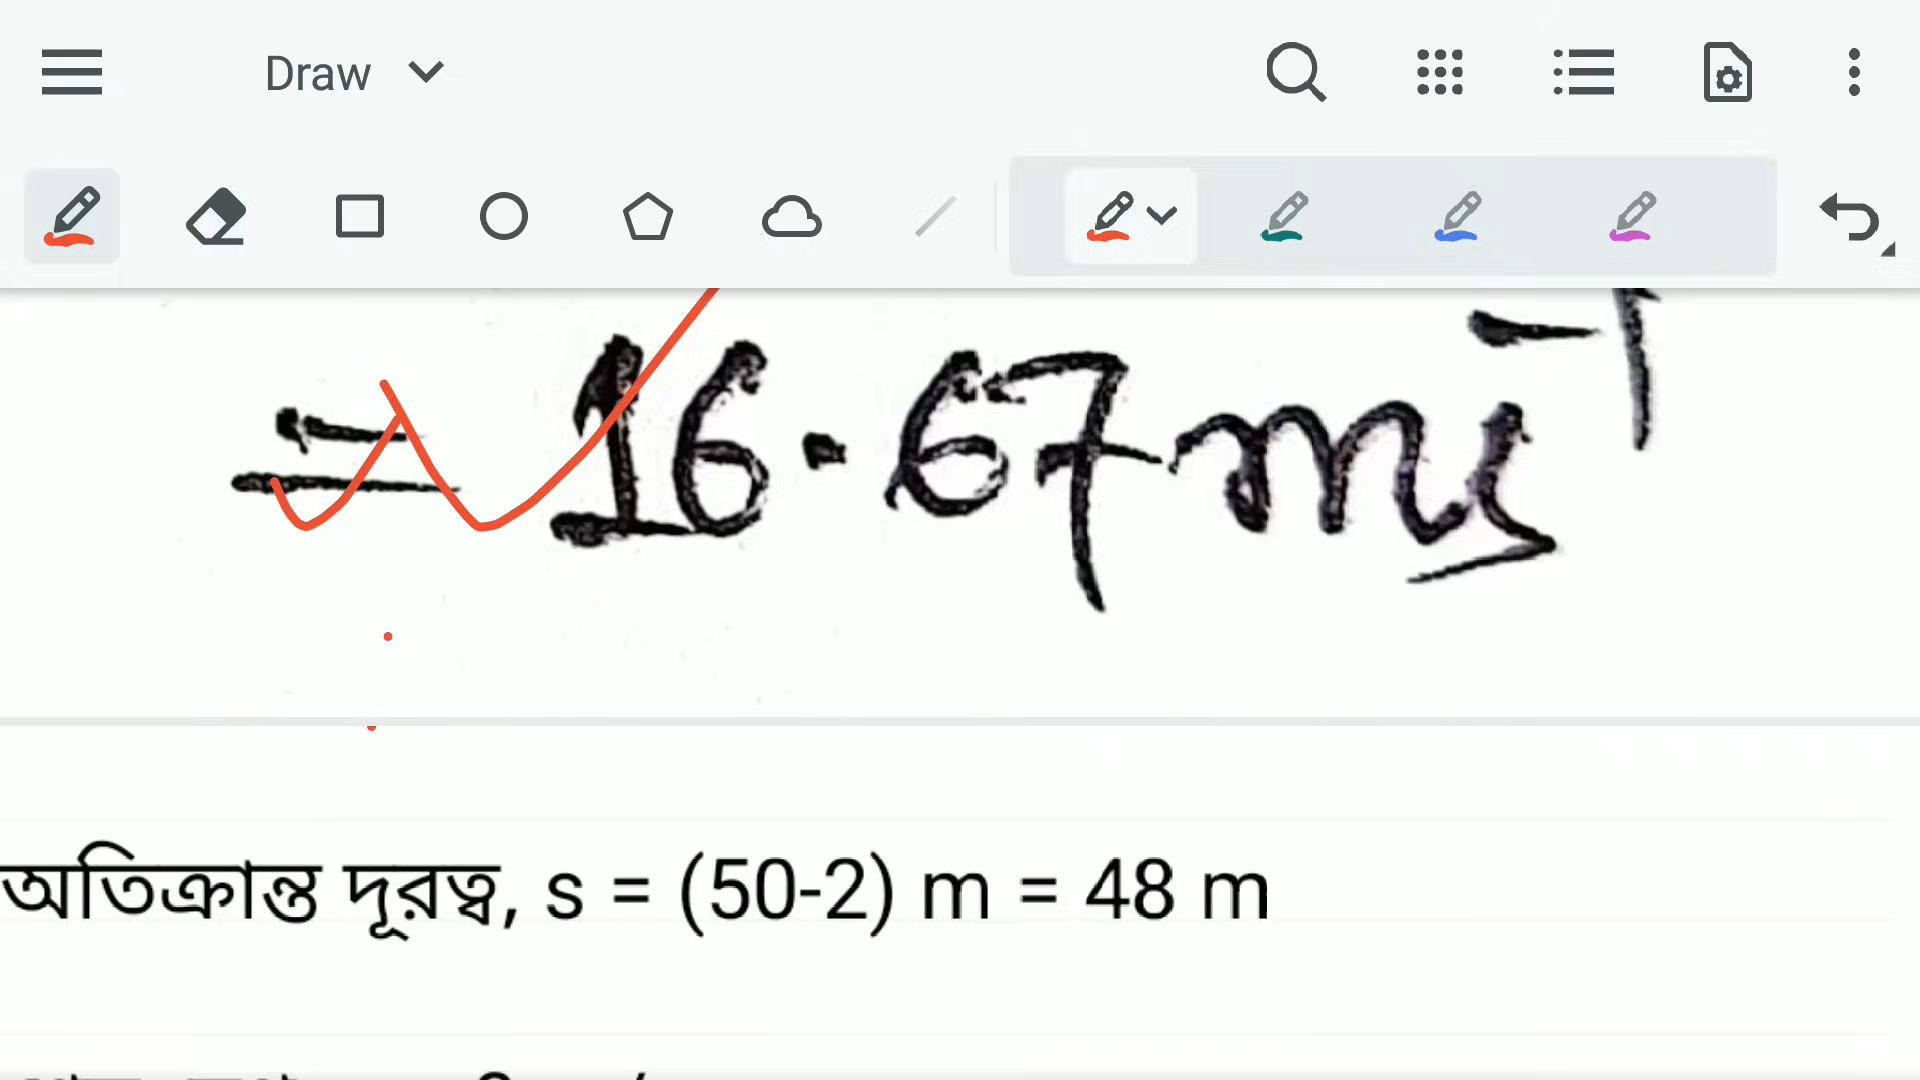 Draw
= 16.67 ms⁻¹
অতিক্রান্ত দূরত্ব, s = (50-2) m = 48 m